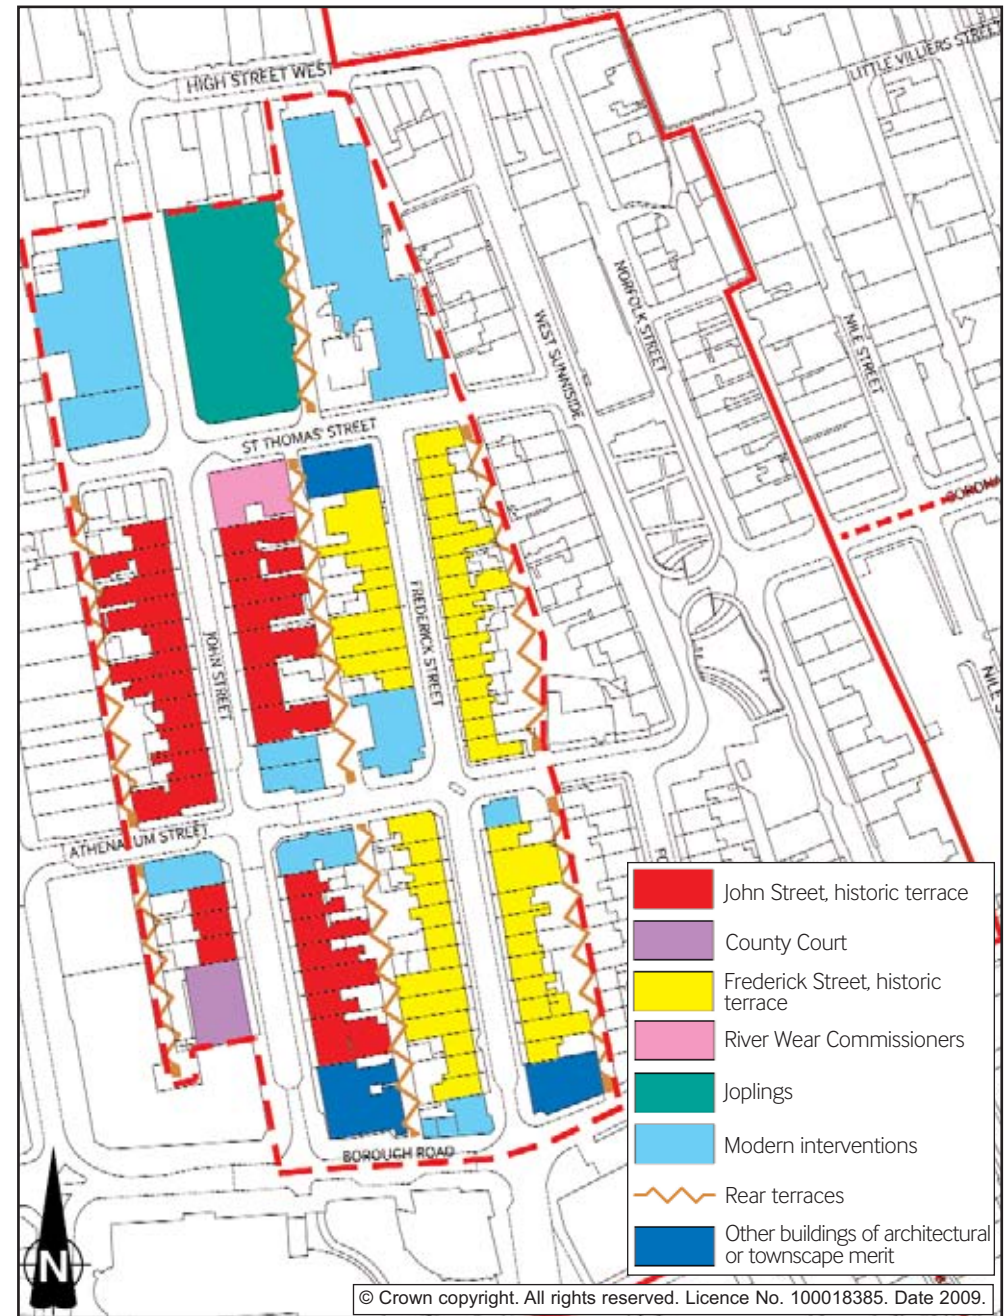 HIGH STREET WEST
LITTLE VILLIERS STREET
NORFOLK STREET
WEST SUNNISIDE
NILE STREET
ST THOMAS' STREET
FREDERICK STREET
JOHN STREET
NILE S
ATHENAEUM STREET
BOROUGH ROAD
John Street, historic terrace
County Court
Frederick Street, historic
terrace
River Wear Commissioners
Joplings
Modern interventions
Rear terraces
Other buildings of architectural
or townscape merit
N
© Crown copyright. All rights reserved. Licence No. 100018385. Date 2009.